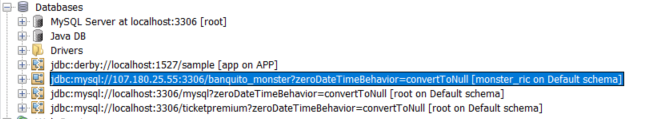 Databases
MySQL Server at localhost:3306 [root]
Java DB
Drivers
jdbc:derby://localhost:1527/sample [app on APP]
jdbc:mysql://107.180.25.55:3306/banquito_monster?zeroDateTimeBehavior=convertToNull [monster_ric on Default schema]
jdbc:mysql://localhost:3306/mysql?zeroDateTimeBehavior=convertToNull [root on Default schema]
jdbc:mysql://localhost:3306/ticketpremium?zeroDateTimeBehavior=convertToNull [root on Default schema]